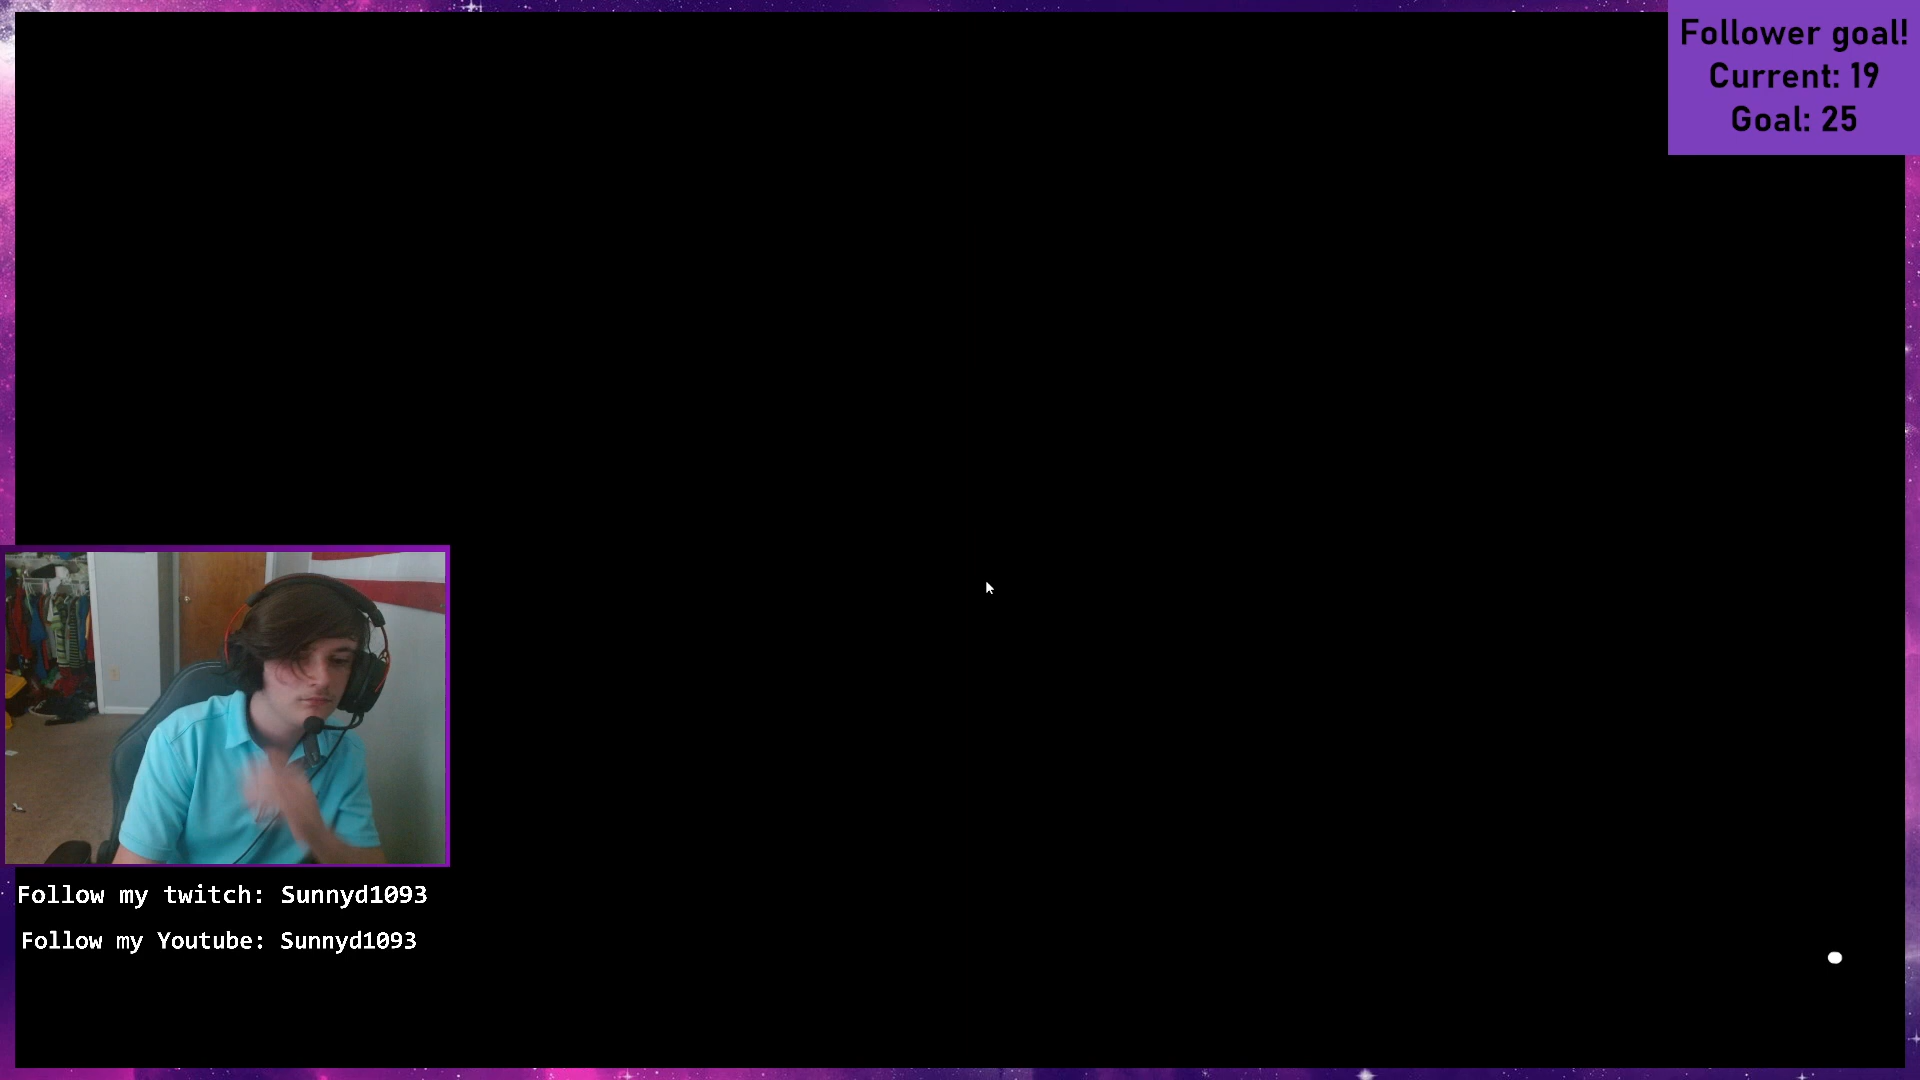 Follower goal!
Current: 19
Goal: 25
Follow my twitch: Sunnyd1093
Follow my Youtube: Sunnyd1093